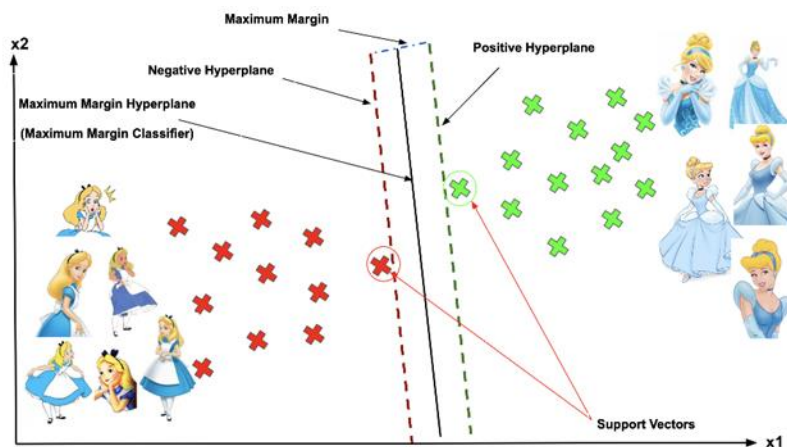 Maximum Margin
x2
Positive Hyperplane
Negative Hyperplane
Maximum Margin Hyperplane
(Maximum Margin Classifier)
Support Vectors
x1